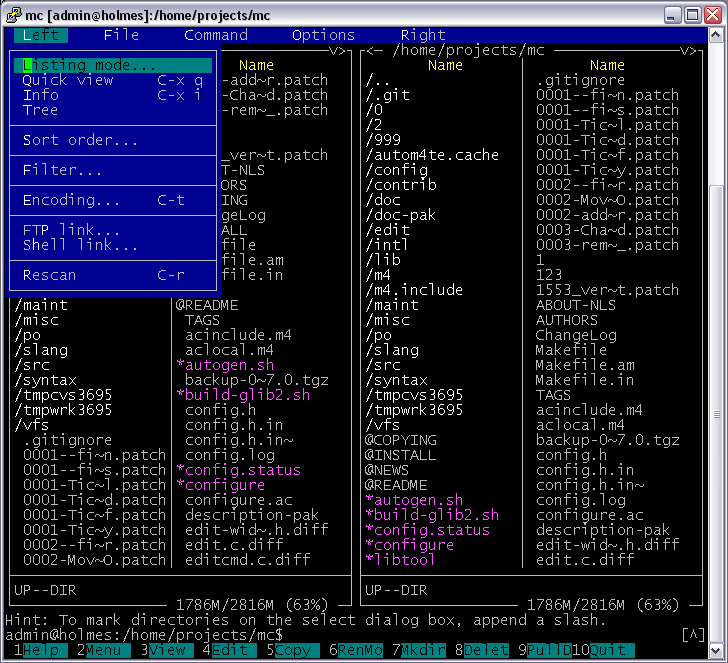 mc [admin@holmes]:/home/projects/mc
Left File Command Options Right
v>┐<─ /home/projects/mc v>
Listing mode... Name Name Name
Quick view C-x q -add~r.patch /.. .gitignore
Info C-x i -Cha~d.patch /.git 0001--fi~n.patch
Tree -rem~_.patch /0 0001--fi~s.patch
/2 0001-Tic~l.patch
Sort order... /999 0001-Tic~d.patch
_ver~t.patch /autom4te.cache 0001-Tic~f.patch
Filter... T-NLS /config 0001-Tic~y.patch
ORS /contrib 0002--fi~r.patch
Encoding... C-t ING /doc 0002-Mov~O.patch
geLog /doc-pak 0002-add~r.patch
FTP link... ALL /edit 0003-Cha~d.patch
Shell link... file /intl 0003-rem~_.patch
file.am /lib 1
Rescan C-r file.in /m4 123
/m4.include 1553_ver~t.patch
/maint @README /maint ABOUT-NLS
/misc TAGS /misc AUTHORS
/po acinclude.m4 /po ChangeLog
/slang aclocal.m4 /slang Makefile
/src *autogen.sh /src Makefile.am
/syntax backup-0~7.0.tgz /syntax Makefile.in
/tmpcvs3695 *build-glib2.sh /tmpcvs3695 TAGS
/tmpwrk3695 config.h /tmpwrk3695 acinclude.m4
/vfs config.h.in /vfs aclocal.m4
.gitignore config.h.in~ @COPYING backup-0~7.0.tgz
0001--fi~n.patch config.log @INSTALL config.h
0001--fi~s.patch *config.status @NEWS config.h.in
0001-Tic~l.patch *configure @README config.h.in~
0001-Tic~d.patch configure.ac *autogen.sh config.log
0001-Tic~f.patch description-pak *build-glib2.sh configure.ac
0001-Tic~y.patch edit-wid~.h.diff *config.status description-pak
0002--fi~r.patch edit.c.diff *configure edit-wid~.h.diff
0002-Mov~O.patch editcmd.c.diff *libtool edit.c.diff
UP--DIR UP--DIR
1786M/2816M (63%) 1786M/2816M (63%)
Hint: To mark directories on the select dialog box, append a slash.
admin@holmes:/home/projects/mc$ [^]
1Help 2Menu 3View 4Edit 5Copy 6RenMo 7Mkdir 8Delet 9PullD 10Quit